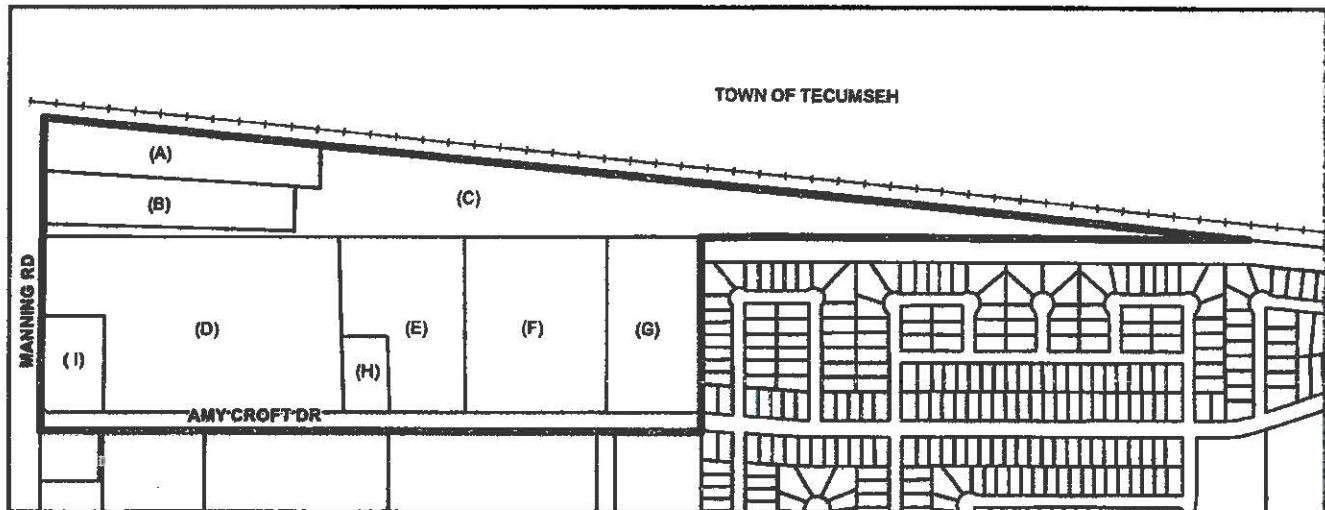 TOWN OF TECUMSEH
(A)
(B)
(C)
MANNING RD
(D)
(E)
(F)
(G)
(I)
(H)
AMY CROFT DR